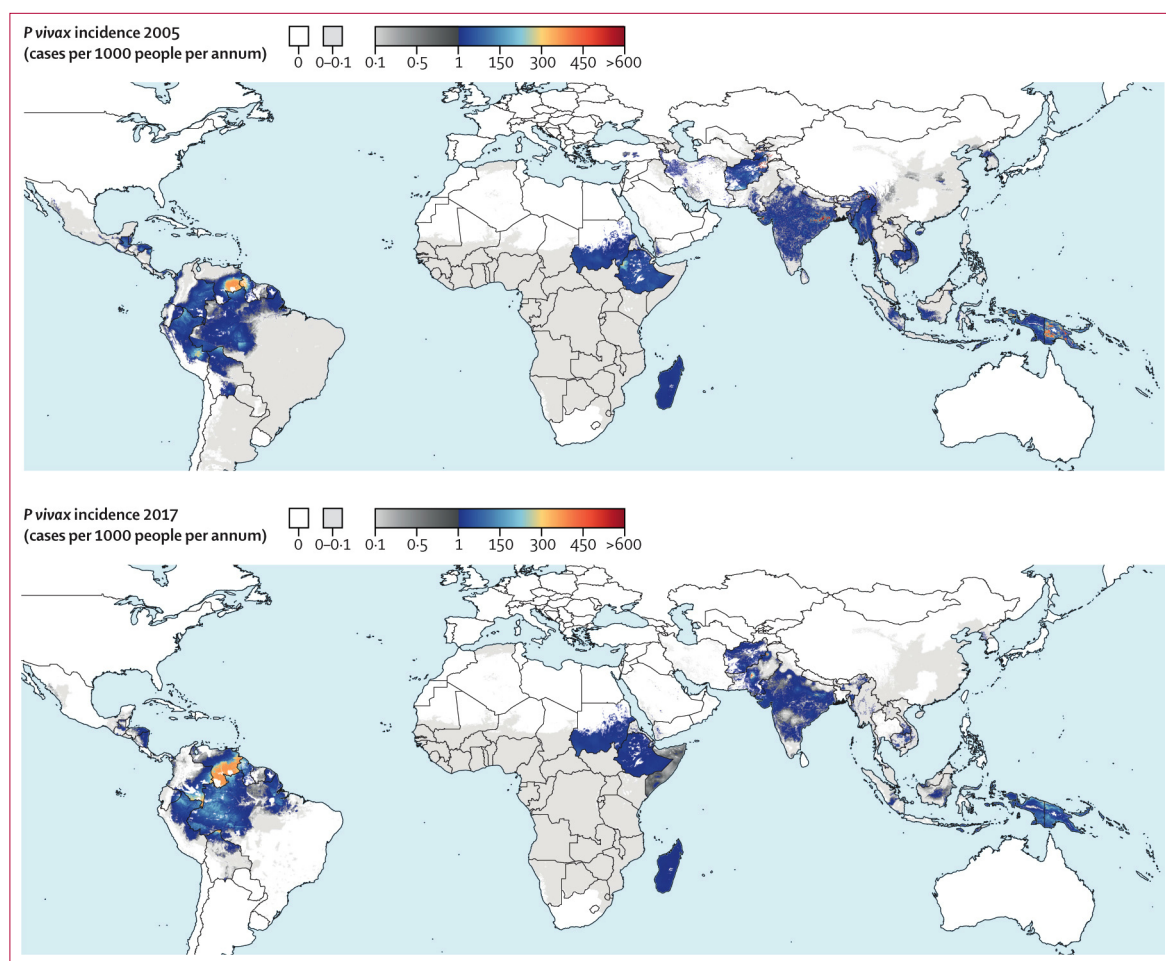 P vivax incidence 2005
(cases per 1000 people per annum)
0 0–0·1 0·1 0·5 1 150 300 450 >600
P vivax incidence 2017
(cases per 1000 people per annum)
0 0–0·1 0·1 0·5 1 150 300 450 >600